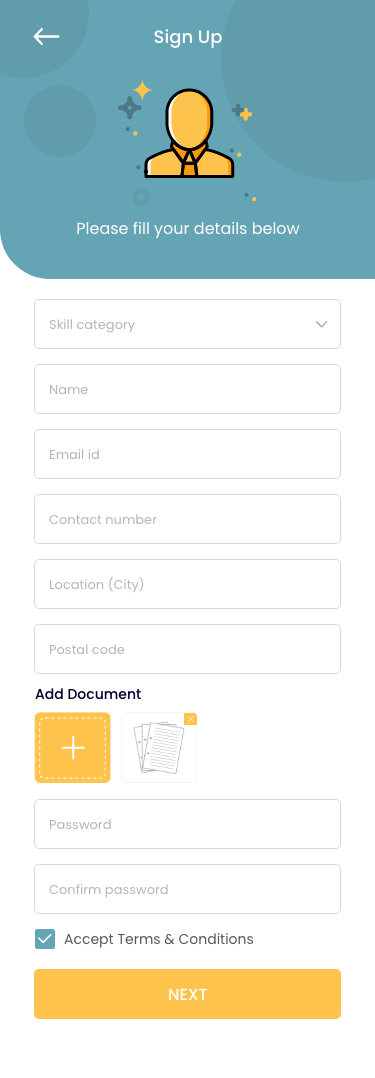 Sign Up
Please fill your details below
Skill category
Name
Email id
Contact number
Location (City)
Postal code
Add Document
Password
Confirm password
Accept Terms & Conditions
NEXT